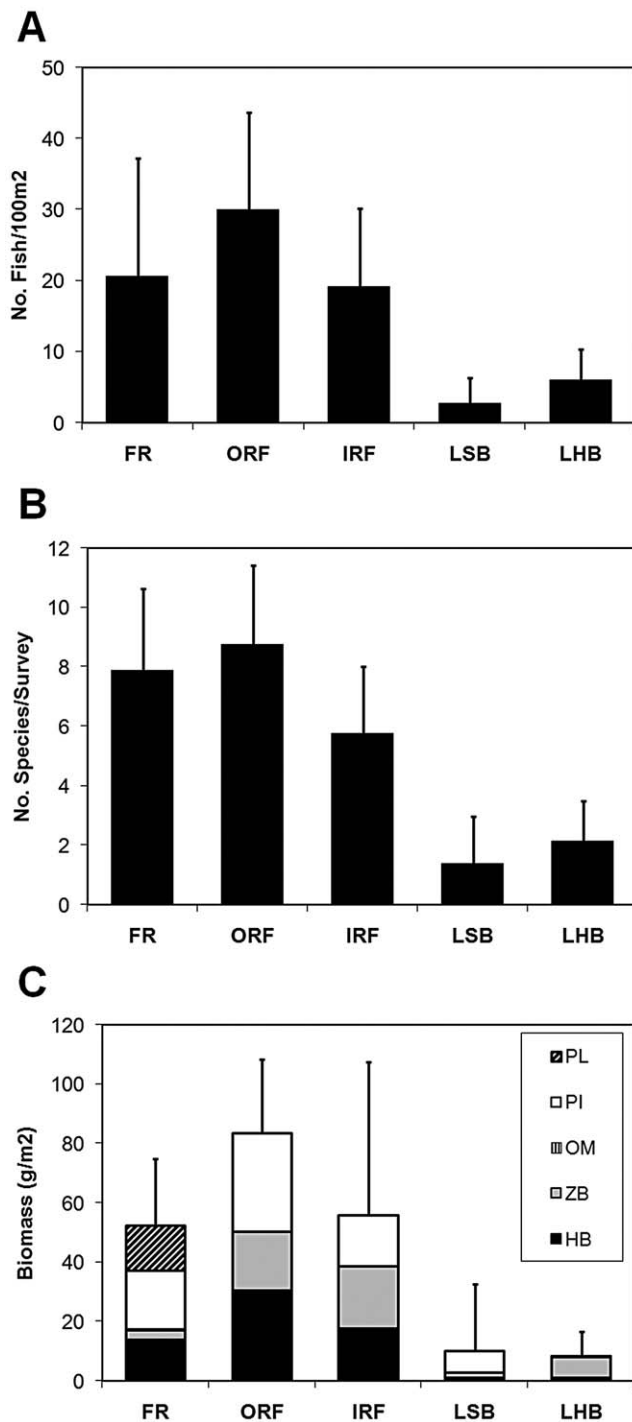 A
50
40
30
20
10
0
No. Fish/100m2
FR ORF IRF LSB LHB
B
12
10
8
6
4
2
0
No. Species/Survey
FR ORF IRF LSB LHB
C
120
100
80
60
40
20
0
Biomass (g/m2)
PL
PI
OM
ZB
HB
FR ORF IRF LSB LHB